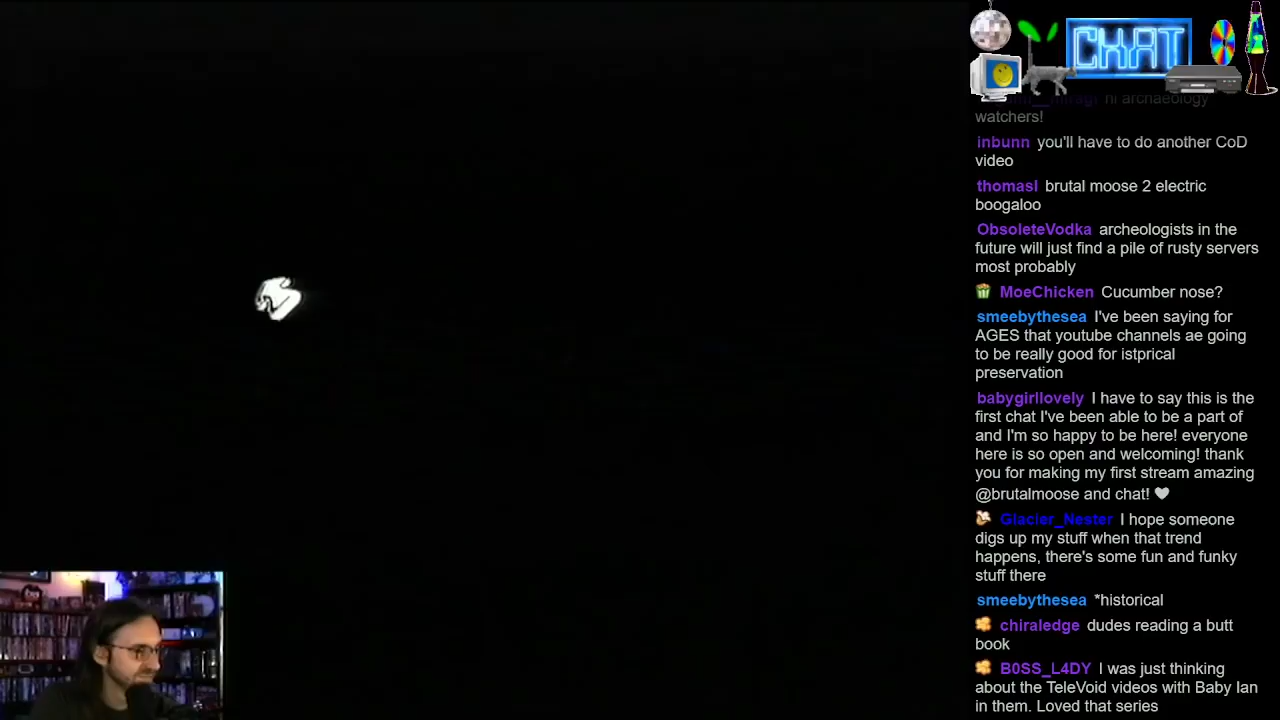 CHAT
hi archaeology
watchers!
inbunn you'll have to do another CoD
video
thomasl brutal moose 2 electric
boogaloo
ObsoleteVodka archeologists in the
future will just find a pile of rusty servers
most probably
MoeChicken Cucumber nose?
smeebythesea I've been saying for
AGES that youtube channels ae going
to be really good for istprical
preservation
babygirllovely I have to say this is the
first chat I've been able to be a part of
and I'm so happy to be here! everyone
here is so open and welcoming! thank
you for making my first stream amazing
@brutalmoose and chat!
Glacier_Nester I hope someone
digs up my stuff when that trend
happens, there's some fun and funky
stuff there
smeebythesea *historical
chiraledge dudes reading a butt
book
B0SS_L4DY I was just thinking
about the TeleVoid videos with Baby Ian
in them. Loved that series